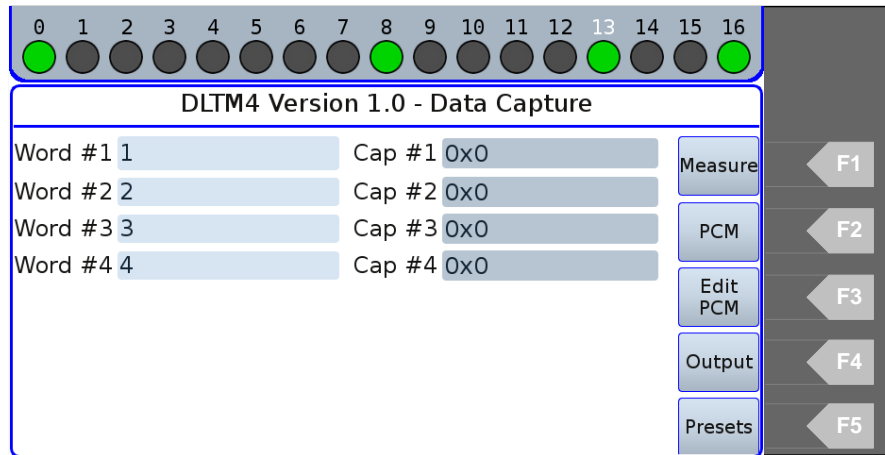 0 1 2 3 4 5 6 7 8 9 10 11 12 13 14 15 16
DLTM4 Version 1.0 - Data Capture
Word #1 1 Cap #1 0x0
Word #2 2 Cap #2 0x0
Word #3 3 Cap #3 0x0
Word #4 4 Cap #4 0x0
Measure F1
PCM F2
Edit
PCM F3
Output F4
Presets F5